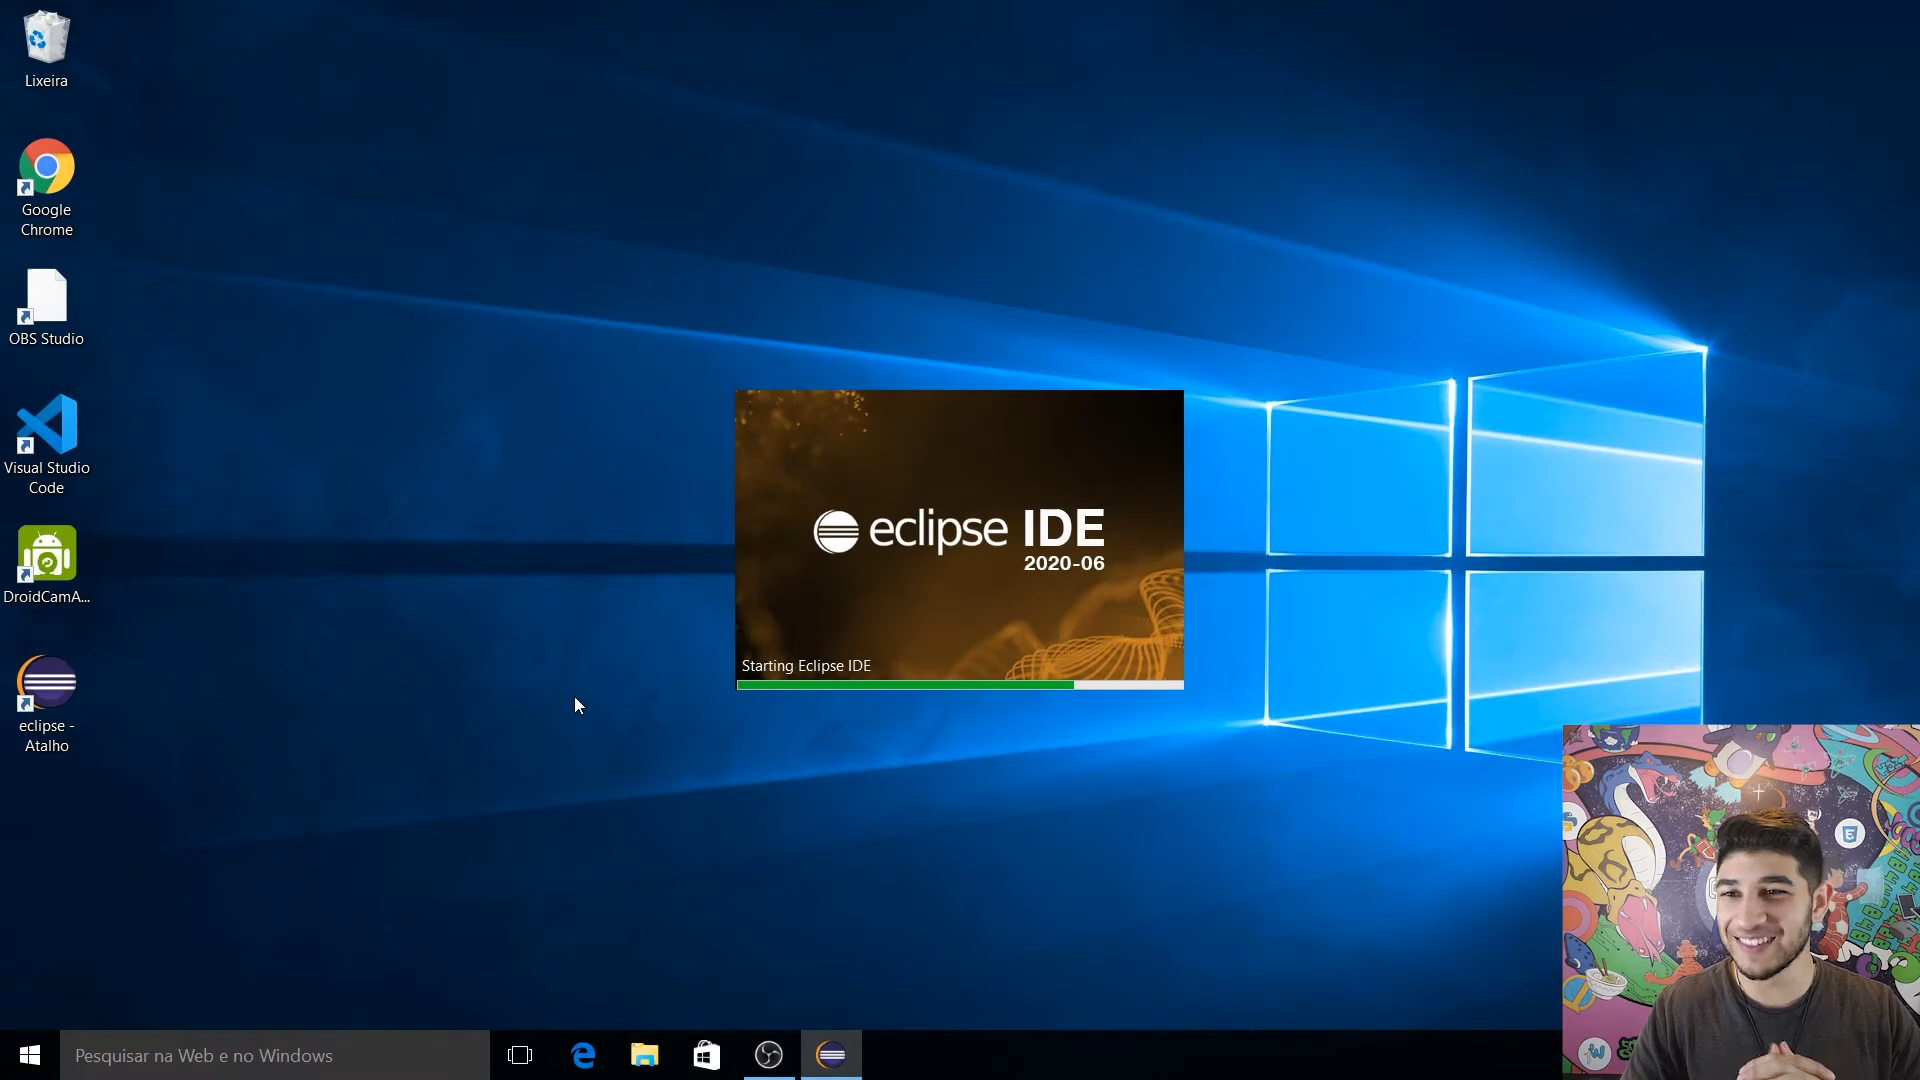 Lixeira
Google
Chrome
OBS Studio
Visual Studio
Code
DroidCamA...
eclipse -
Atalho
eclipse IDE
2020-06
Starting Eclipse IDE
Pesquisar na Web e no Windows